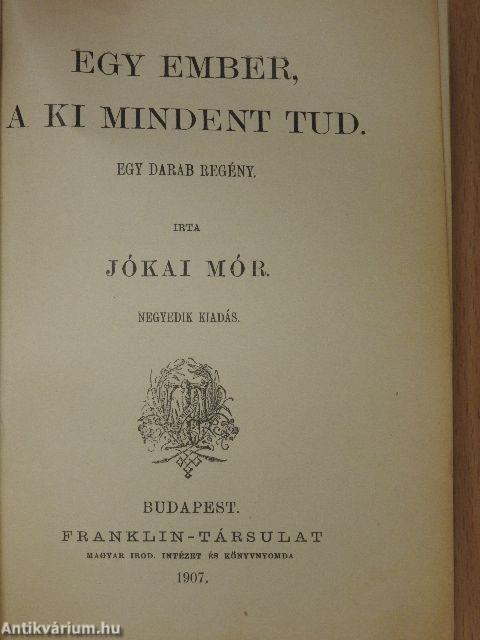 EGY EMBER,
A KI MINDENT TUD.
EGY DARAB REGÉNY.
IRTA
JÓKAI MÓR.
NEGYEDIK KIADÁS.
BUDAPEST.
FRANKLIN-TÁRSULAT
MAGYAR IROD. INTÉZET ÉS KÖNYVNYOMDA
1907.
Antikvárium.hu